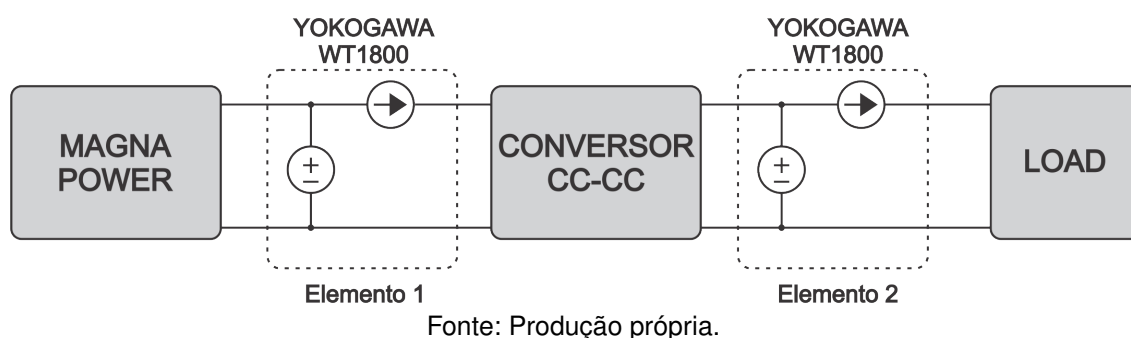 YOKOGAWA
WT1800
YOKOGAWA
WT1800
MAGNA
POWER
CONVERSOR
CC-CC
LOAD
Elemento 1
Elemento 2
Fonte: Produção própria.